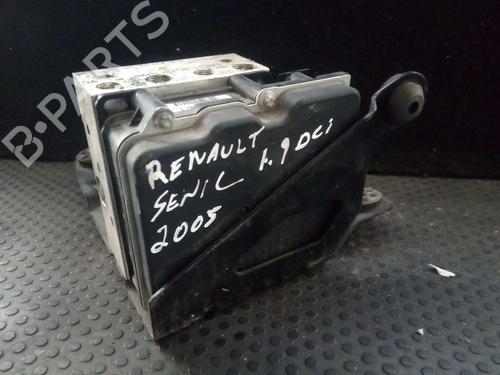 B-PARTS
RENAULT
SENIC 1.9 DCi
2005